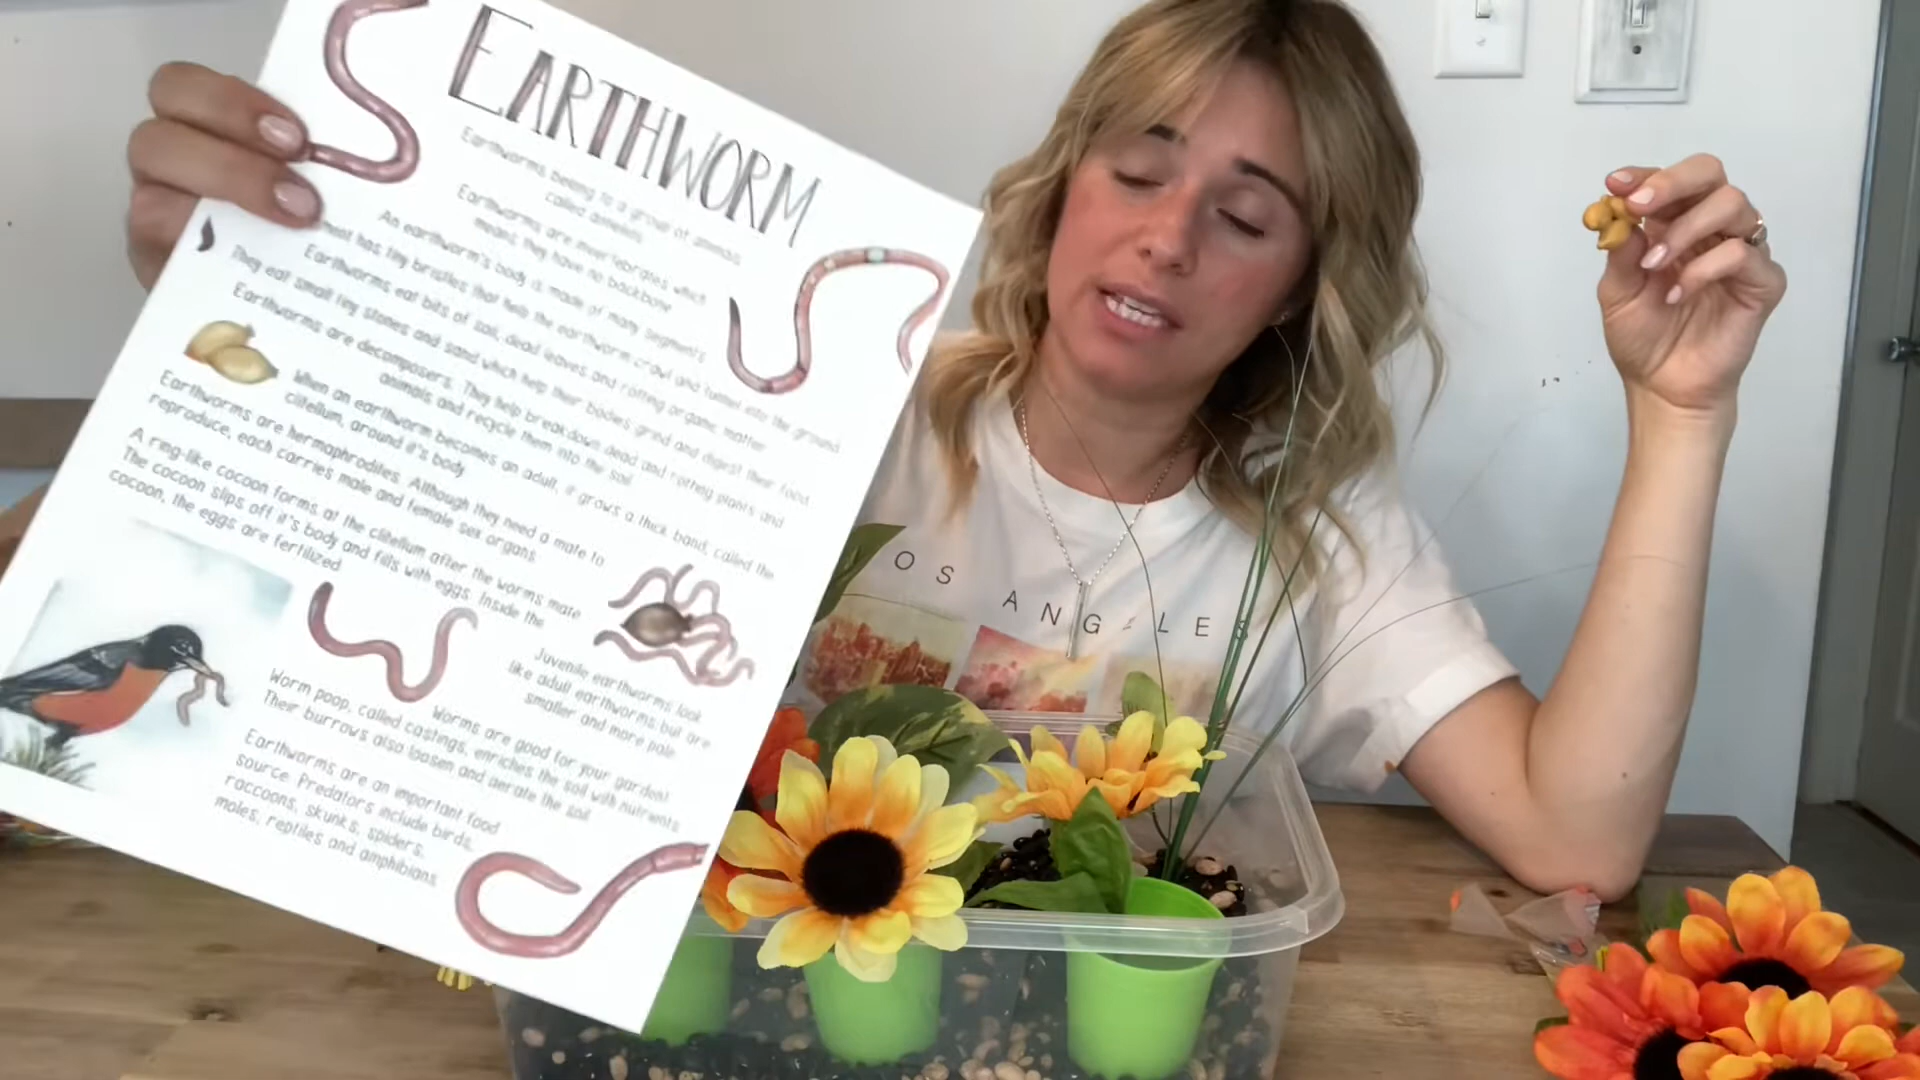 EARTHWORM
Earthworms belong to a group of animals
called annelids
Earthworms are invertebrates which
means they have no backbone
An earthworm's body is made of many segments
has tiny bristles that help the earthworm crawl and tunnel into the ground
Earthworms eat bits of soil, dead leaves and rotting organic matter
They eat small tiny stones and sand which help their bodies grind and digest their food
Earthworms are decomposers. They help breakdown dead and rotting plants and
animals and recycle them into the soil
When an earthworm becomes an adult, it grows a thick band, called the
clitellum, around it's body
Earthworms are hermaphrodites. Although they need a mate to
reproduce, each carries male and female sex organs
A ring-like cocoon forms at the clitellum after the worms mate
The cocoon slips off it's body and fills with eggs. Inside the
cocoon, the eggs are fertilized
Juvenile earthworms look
like adult earthworms but are
smaller and more pale
Worms are good for your garden!
Worm poop, called castings, enriches the soil with nutrients
Their burrows also loosen and aerate the soil
Earthworms are an important food
source. Predators include birds,
raccoons, skunks, spiders,
moles, reptiles and amphibians
OS ANGELES